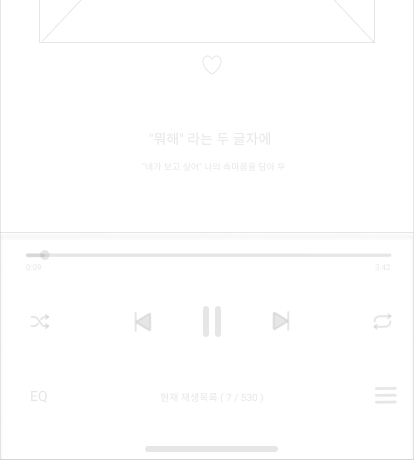 "뭐해" 라는 두 글자에
"네가 보고 싶어" 나의 속마음을 담아 우
0:09
3:42
EQ
현재 재생목록 ( 7 / 530 )